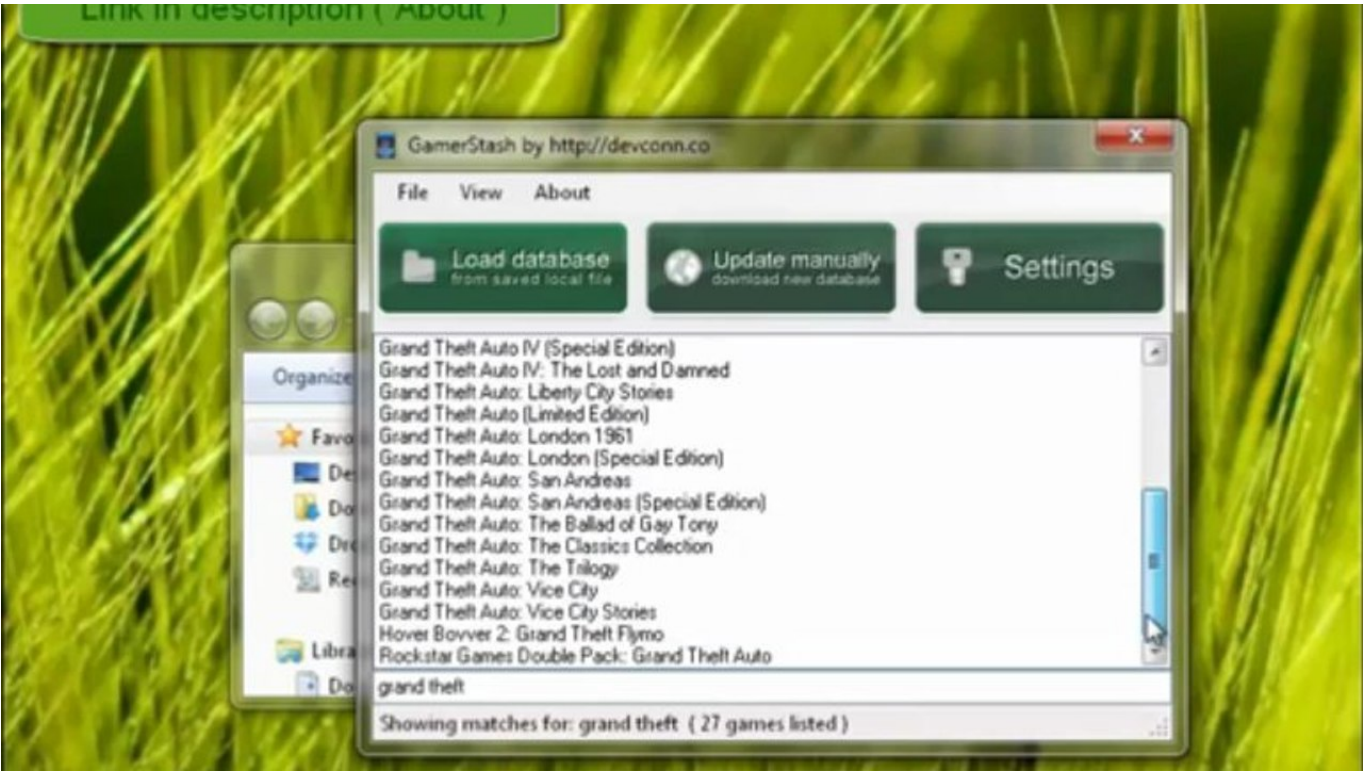 Link in description ( About )
GamerStash by http://devconn.co
File View About
Load database
from saved local file
Update manually
download new database
Settings
Organize
Favo
De
Do
Dro
Re
Libra
Do
Grand Theft Auto IV (Special Edition)
Grand Theft Auto IV: The Lost and Damned
Grand Theft Auto: Liberty City Stories
Grand Theft Auto (Limited Edition)
Grand Theft Auto: London 1961
Grand Theft Auto: London (Special Edition)
Grand Theft Auto: San Andreas
Grand Theft Auto: San Andreas (Special Edition)
Grand Theft Auto: The Ballad of Gay Tony
Grand Theft Auto: The Classics Collection
Grand Theft Auto: The Trilogy
Grand Theft Auto: Vice City
Grand Theft Auto: Vice City Stories
Hover Bovver 2: Grand Theft Flymo
Rockstar Games Double Pack: Grand Theft Auto
grand theft
Showing matches for: grand theft ( 27 games listed )